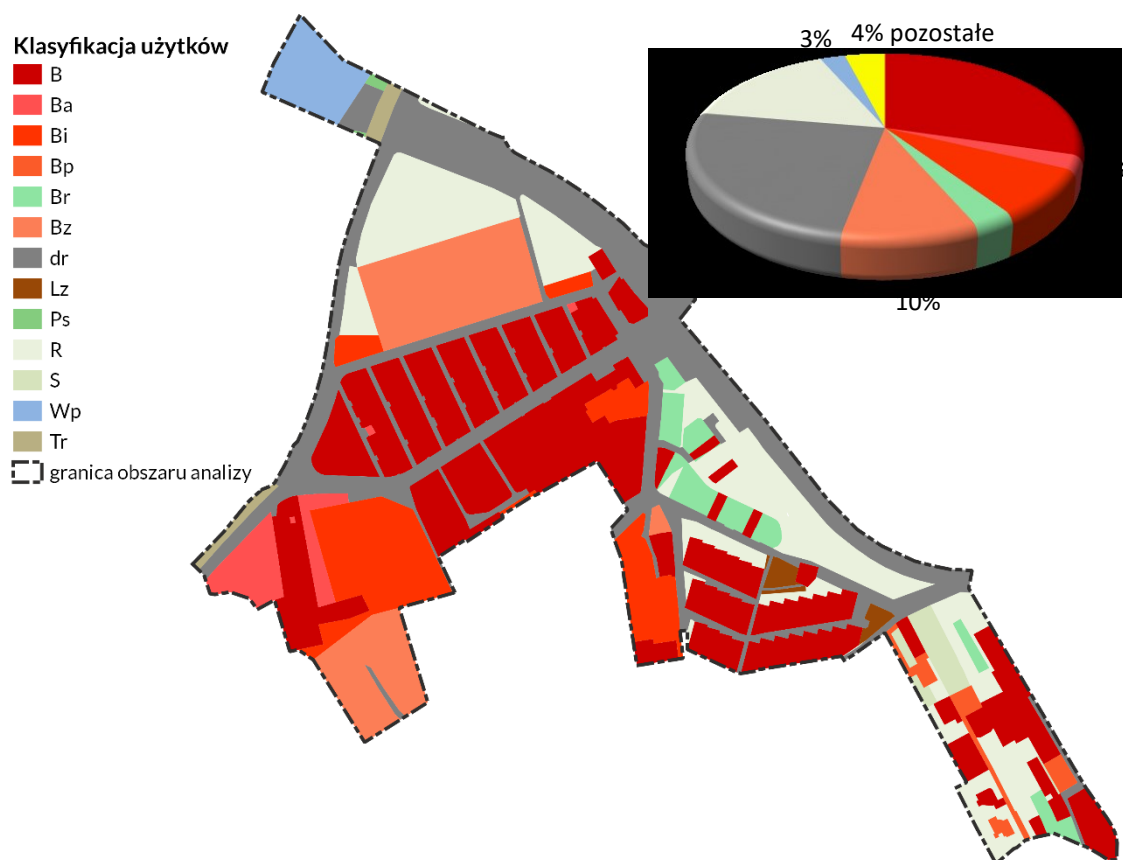 Klasyfikacja użytków
B
Ba
Bi
Bp
Br
Bz
dr
Lz
Ps
R
S
Wp
Tr
granica obszaru analizy
3%
4% pozostałe
10%